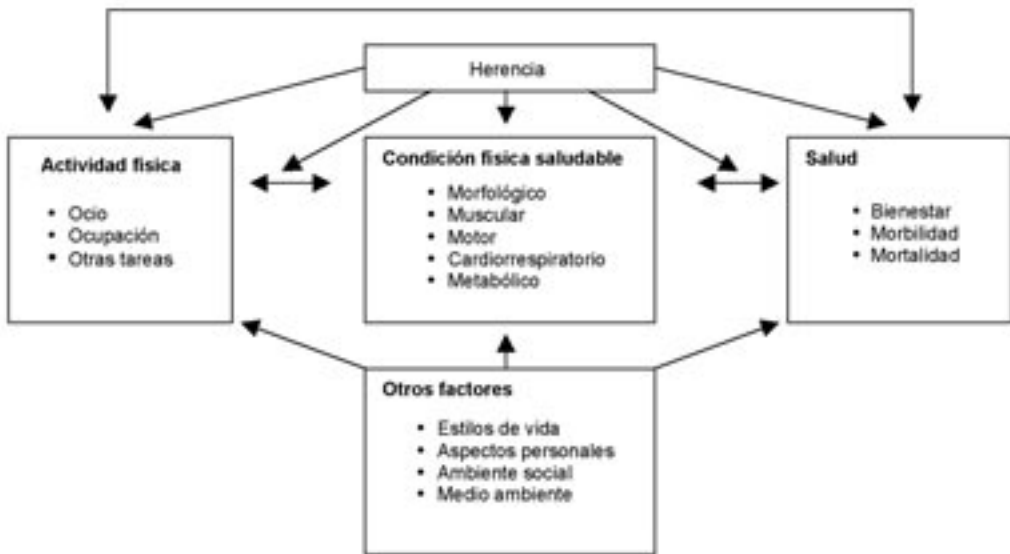 Herencia
Actividad física
• Ocio
• Ocupación
• Otras tareas
Condición física saludable
• Morfológico
• Muscular
• Motor
• Cardiorrespiratorio
• Metabólico
Salud
• Bienestar
• Morbilidad
• Mortalidad
Otros factores
• Estilos de vida
• Aspectos personales
• Ambiente social
• Medio ambiente